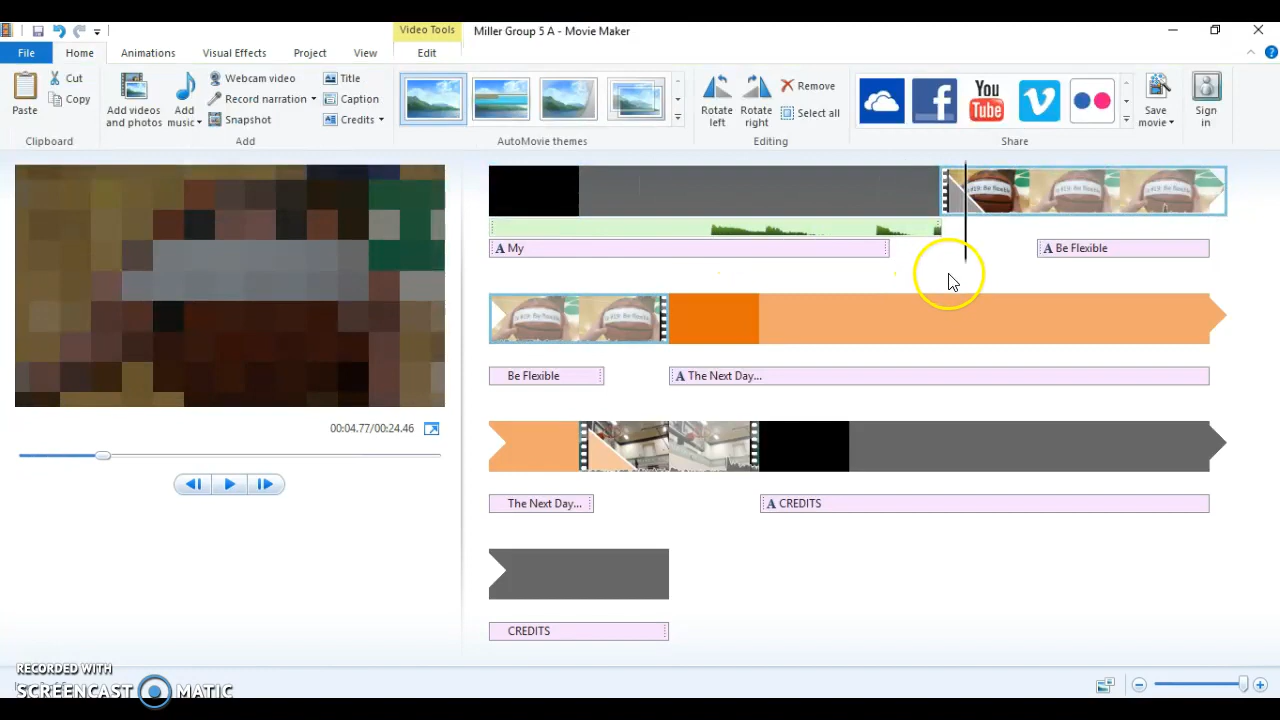 Video Tools
Miller Group 5 A - Movie Maker
File
Home
Animations
Visual Effects
Project
View
Edit
Paste
Cut
Copy
Clipboard
Add videos and photos
Add music
Webcam video
Record narration
Snapshot
Title
Caption
Credits
Add
AutoMovie themes
Rotate left
Rotate right
Remove
Select all
Editing
You Tube
Share
Save movie
Sign in
A My
A Be Flexible
Be Flexible
A The Next Day...
The Next Day...
A CREDITS
CREDITS
00:04.77/00:24.46
RECORDED WITH
SCREENCAST MATIC